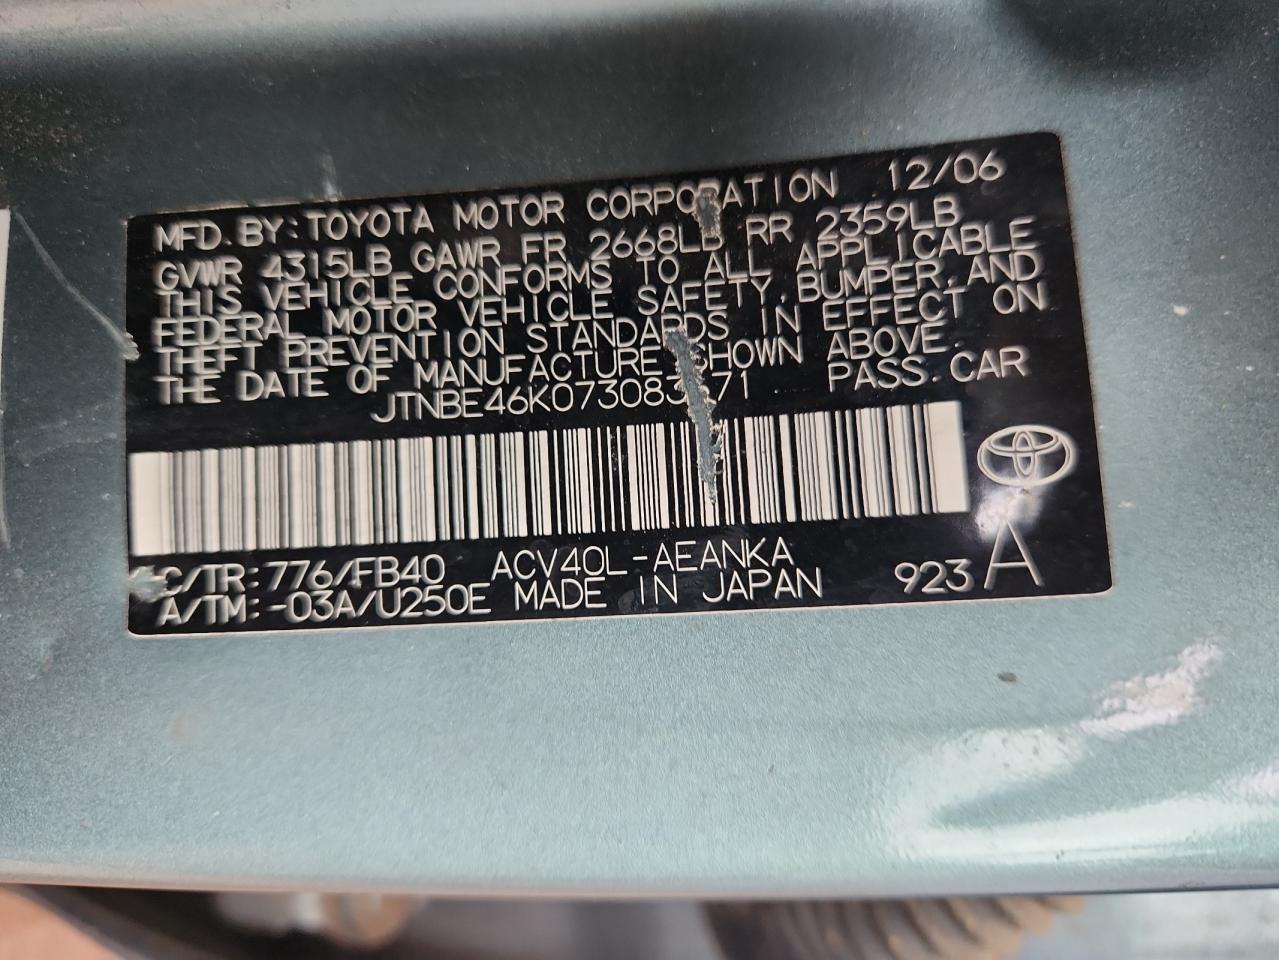 MFD. BY: TOYOTA MOTOR CORPORATION 12/06
GVWR 4315LB GAWR FR 2668LB RR 2359LB
THIS VEHICLE CONFORMS TO ALL APPLICABLE
FEDERAL MOTOR VEHICLE SAFETY, BUMPER, AND
THEFT PREVENTION STANDARDS IN EFFECT ON
THE DATE OF MANUFACTURE SHOWN ABOVE.
PASS. CAR
C/TR: 776/FB40 ACV40L-AEANKA
A/TM: -03A/U250E MADE IN JAPAN 923 A